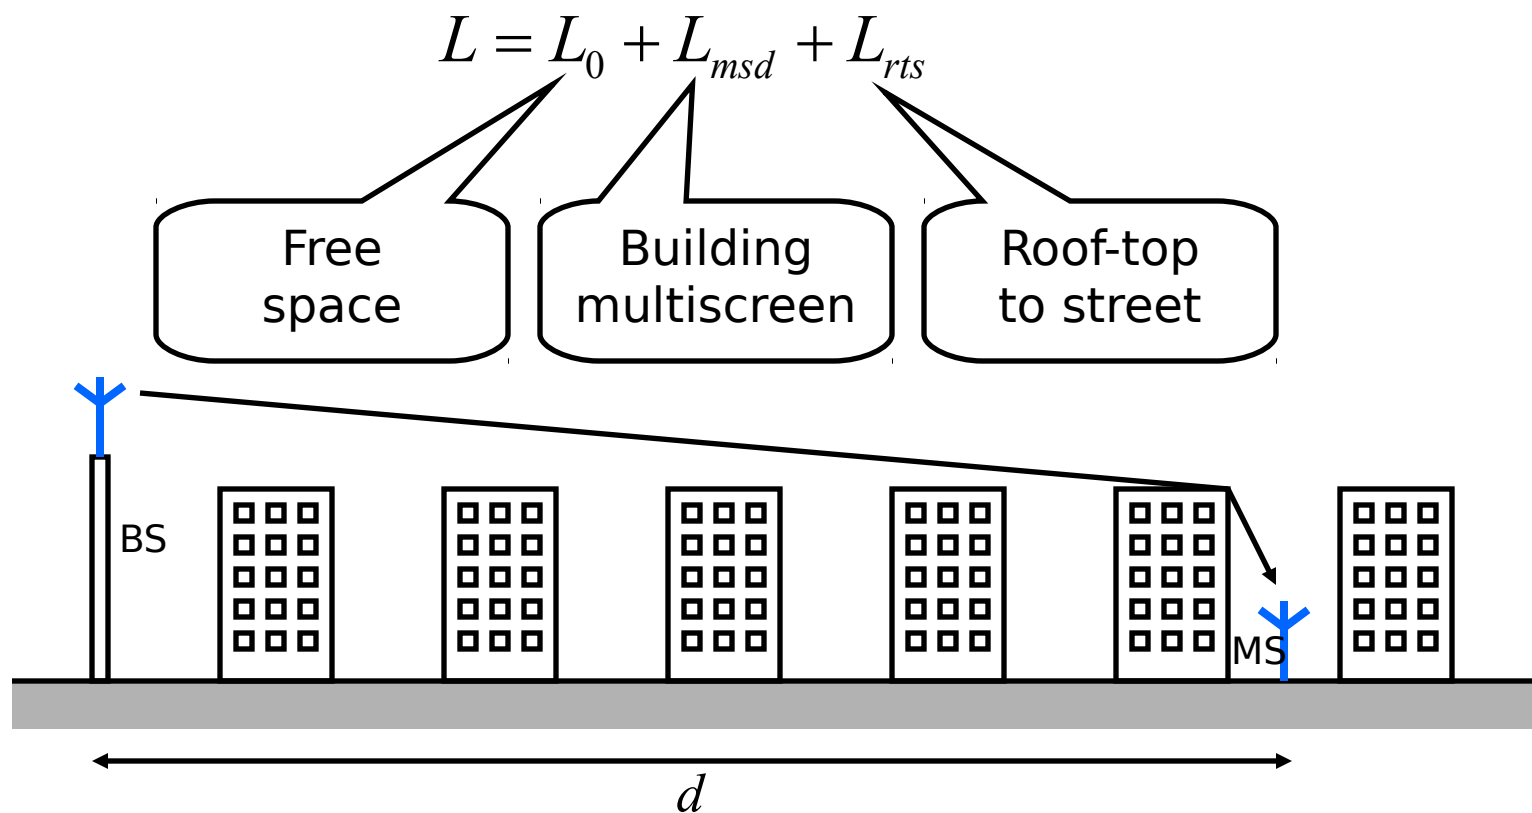 L = L₀ + Lₘₛd + Lᵣₜₛ
Free
space
Building
multiscreen
Roof-top
to street
BS
MS
d